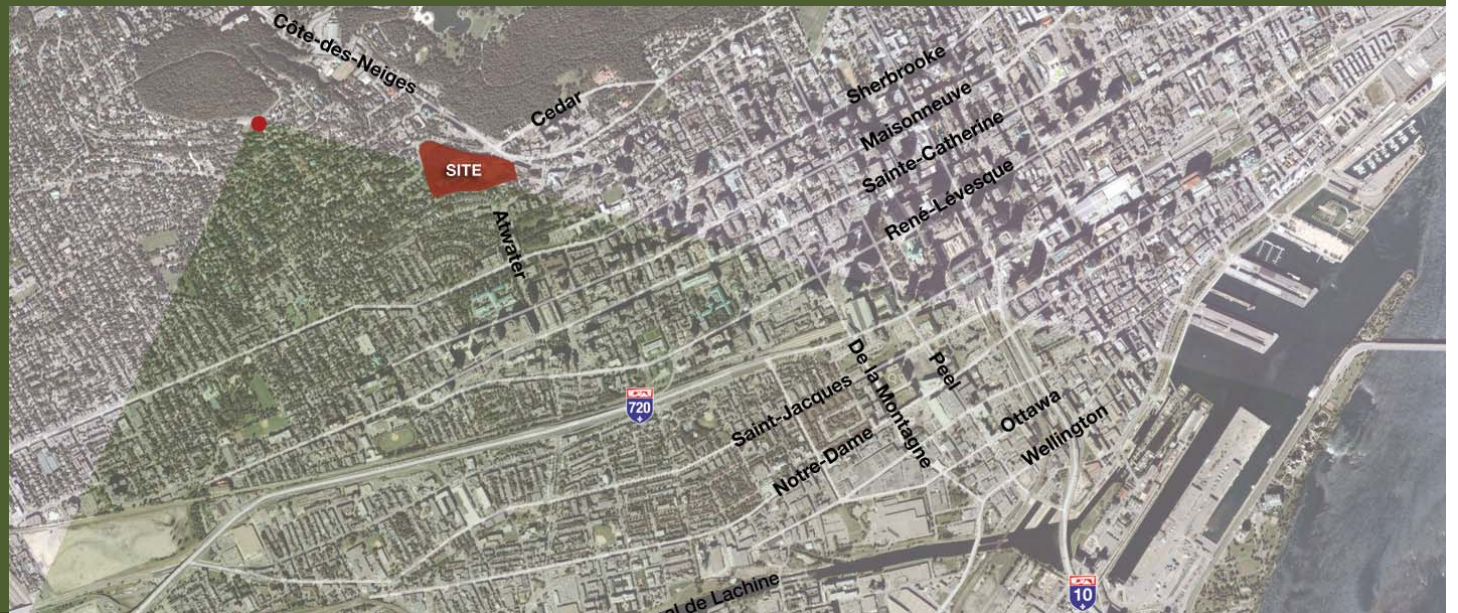 Côte-des-Neiges
Cedar
Sherbrooke
Maisonneuve
Sainte-Catherine
René-Lévesque
SITE
Atwater
De la Montagne
Peel
720
Saint-Jacques
Ottawa
Notre-Dame
Wellington
al de Lachine
10